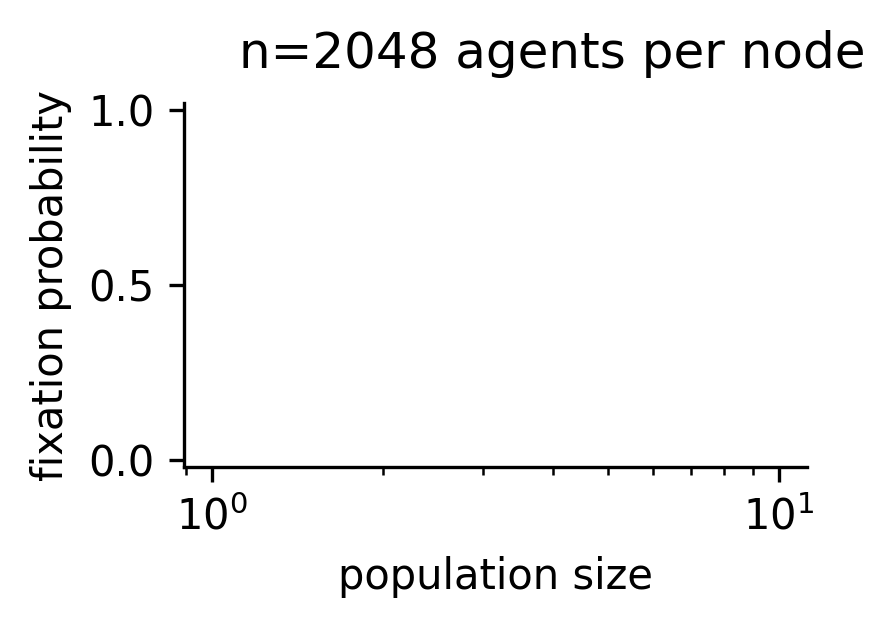 n=2048 agents per node
fixation probability
1.0
0.5
0.0
10⁰ 10¹
population size